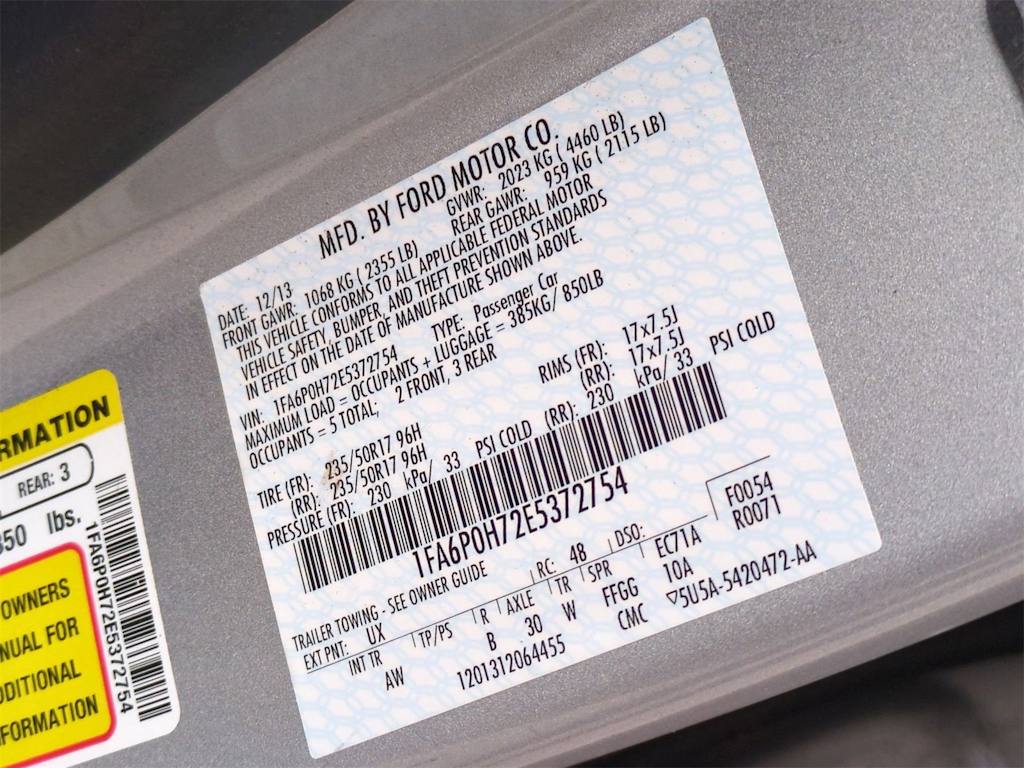 MFD. BY FORD MOTOR CO.
DATE: 12/13 GVWR: 2023 KG ( 4460 LB)
FRONT GAWR: 1068 KG ( 2355 LB) REAR GAWR: 959 KG ( 2115 LB)
THIS VEHICLE CONFORMS TO ALL APPLICABLE FEDERAL MOTOR
VEHICLE SAFETY, BUMPER, AND THEFT PREVENTION STANDARDS
IN EFFECT ON THE DATE OF MANUFACTURE SHOWN ABOVE.
VIN: 1FA6P0H72E5372754 TYPE: Passenger Car
MAXIMUM LOAD = OCCUPANTS + LUGGAGE = 385KG/ 850LB
OCCUPANTS = 5 TOTAL; 2 FRONT, 3 REAR
TIRE (FR): 235/50R17 96H RIMS (FR): 17x7.5J
(RR): 235/50R17 96H (RR): 17x7.5J
PRESSURE (FR): 230 kPa/ 33 PSI COLD (RR): 230 kPa/ 33 PSI COLD
1FA6P0H72E5372754
TRAILER TOWING - SEE OWNER GUIDE
EXT PNT: UX RC: 48 DSO: F0054
INT TR TP/PS R AXLE TR SPR EC71A R0071
AW B 30 W FFGG 10A
1201312064455 CMC ▽5U5A-5420472-AA
RMATION
REAR: 3
350 lbs.
OWNERS
NUAL FOR
DDITIONAL
FORMATION
1FA6P0H72E5372754